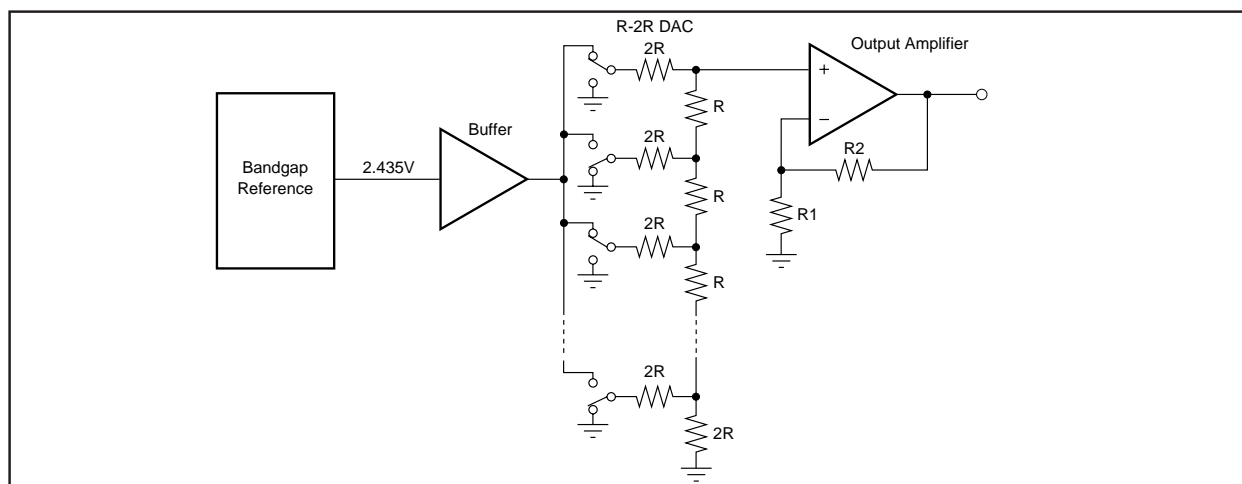 R-2R DAC
2R
Output Amplifier
+
R
–
Buffer
2R
R2
Bandgap
Reference
2.435V
R
R1
2R
R
2R
2R